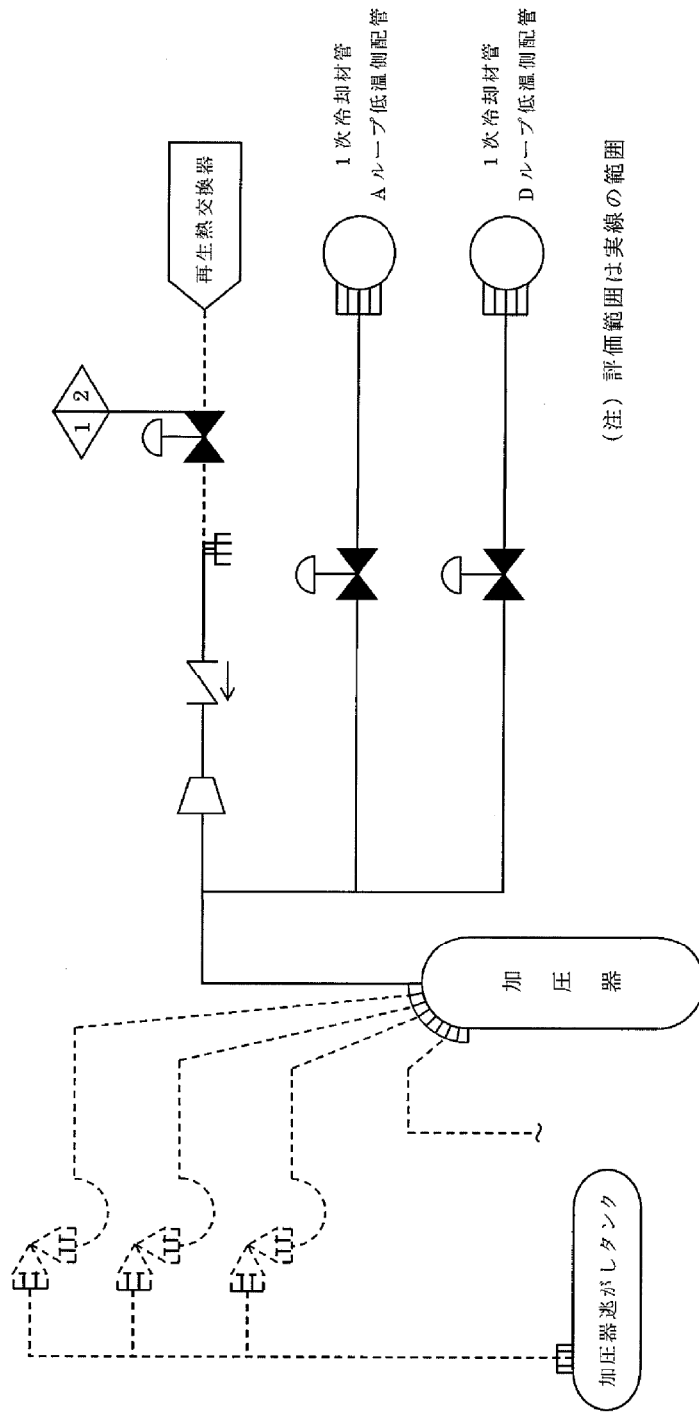 再生熱交換器
1 2
1次冷却材管
Aループ低温側配管
1次冷却材管
Dループ低温側配管
加圧器
加圧器逃がしタンク
(注) 評価範囲は実線の範囲